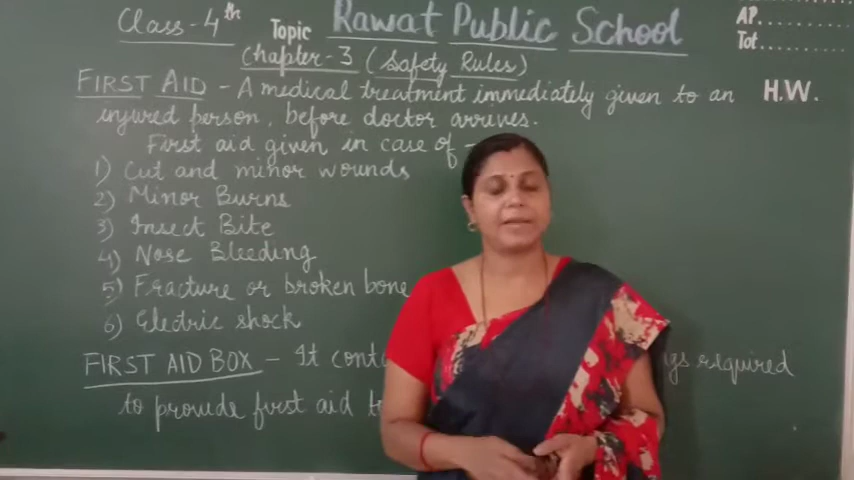 Class-4th Topic Rawat Public School
AP............
Tot............
Chapter-3 (Safety Rules)
H.W.
FIRST AID - A medical treatment immediately given to an
injured person, before doctor arrives.
First aid given in case of -
1) Cut and minor wounds.
2) Minor Burns
3) Insect Bite
4) Nose Bleeding
5) Fracture or broken bone
6) Eledric shock
FIRST AID BOX - It required
to provide first aid